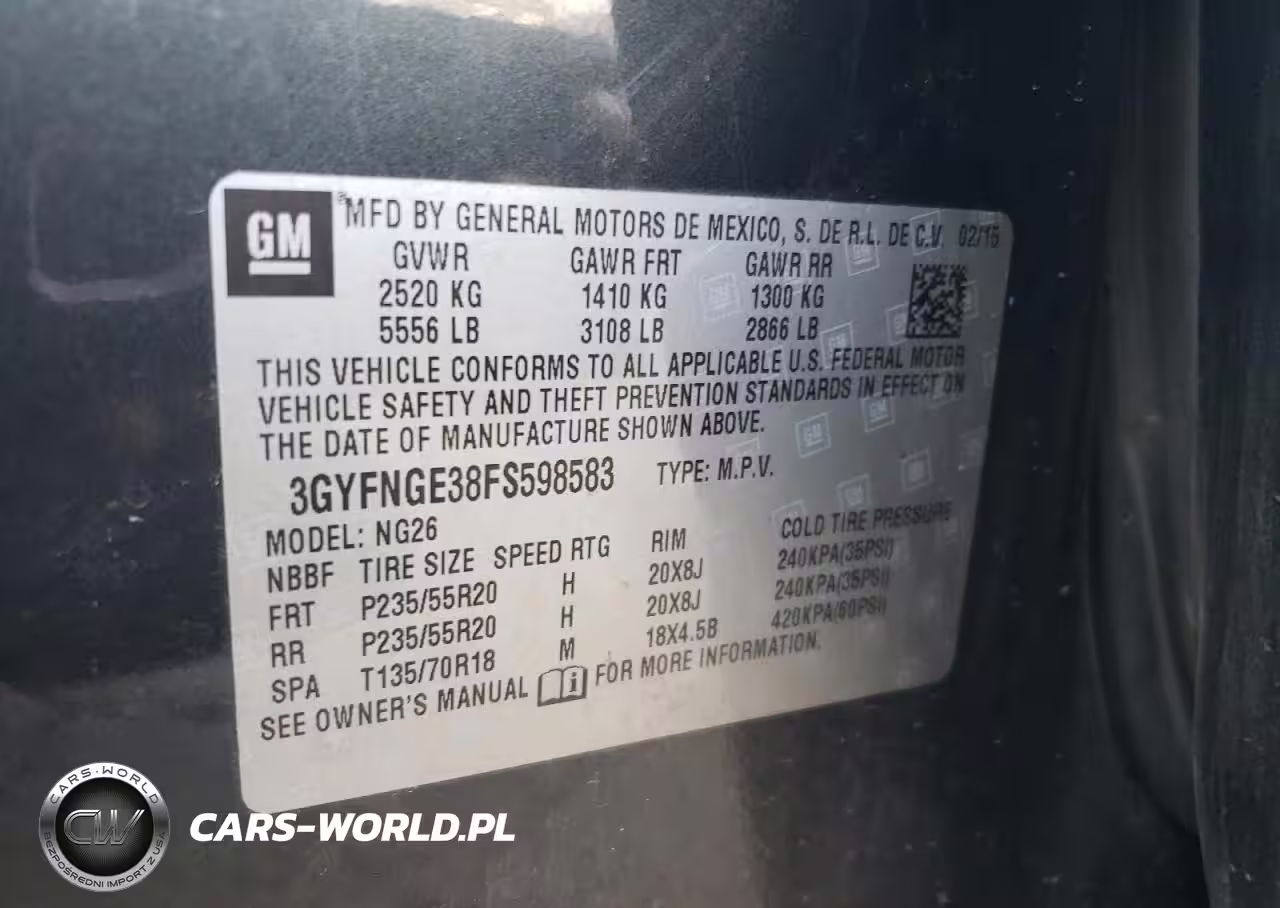 GM
MFD BY GENERAL MOTORS DE MEXICO, S. DE R.L. DE C.V. 02/15
GVWR GAWR FRT GAWR RR
2520 KG 1410 KG 1300 KG
5556 LB 3108 LB 2866 LB
THIS VEHICLE CONFORMS TO ALL APPLICABLE U.S. FEDERAL MOTOR
VEHICLE SAFETY AND THEFT PREVENTION STANDARDS IN EFFECT ON
THE DATE OF MANUFACTURE SHOWN ABOVE.
3GYFNGE38FS598583 TYPE: M.P.V.
MODEL: NG26
NBBF TIRE SIZE SPEED RTG RIM COLD TIRE PRESSURE
FRT P235/55R20 H 20X8J 240KPA(35PSI)
RR P235/55R20 H 20X8J 240KPA(35PSI)
SPA T135/70R18 M 18X4.5B 420KPA(60PSI)
SEE OWNER'S MANUAL FOR MORE INFORMATION.
CARS-WORLD
CW
BEZPOŚREDNI IMPORT Z USA
CARS-WORLD.PL